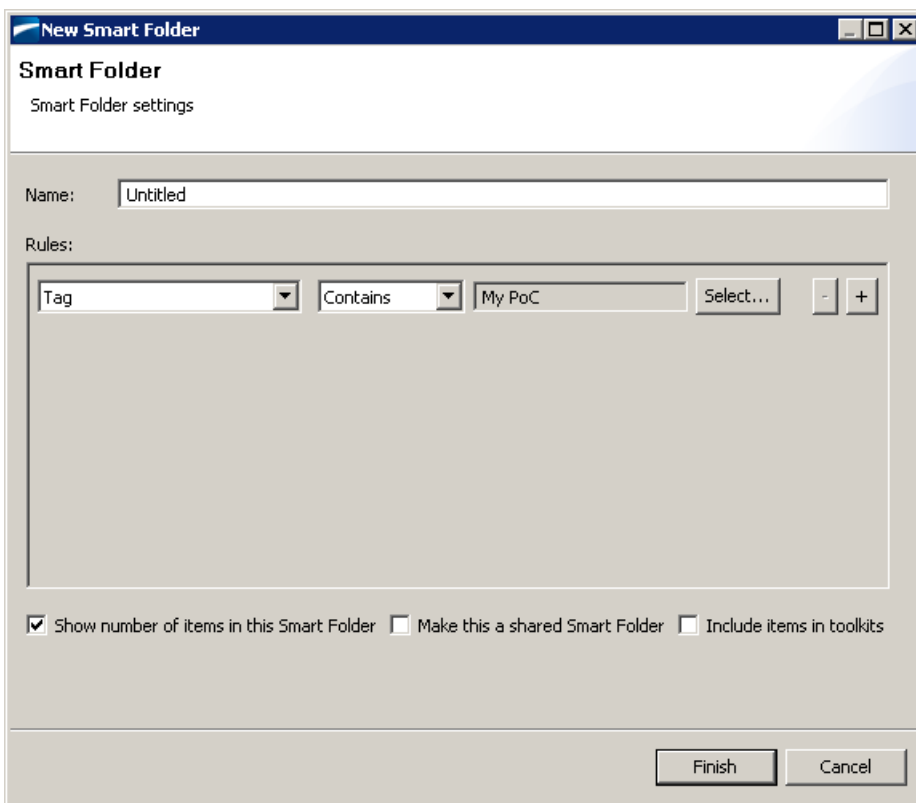 New Smart Folder
Smart Folder
Smart Folder settings
Name: Untitled
Rules:
Tag Contains My PoC Select... - +
Show number of items in this Smart Folder Make this a shared Smart Folder Include items in toolkits
Finish Cancel